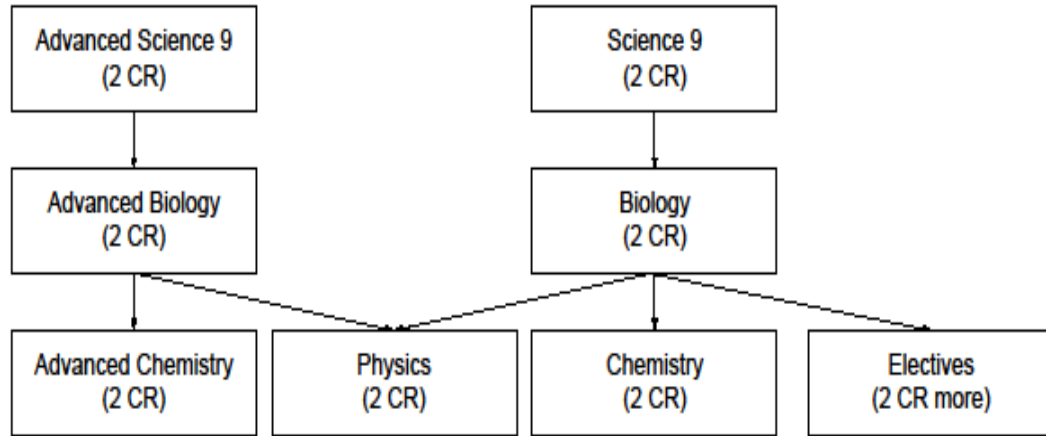 Advanced Science 9
(2 CR)
Science 9
(2 CR)
Advanced Biology
(2 CR)
Biology
(2 CR)
Advanced Chemistry
(2 CR)
Physics
(2 CR)
Chemistry
(2 CR)
Electives
(2 CR more)